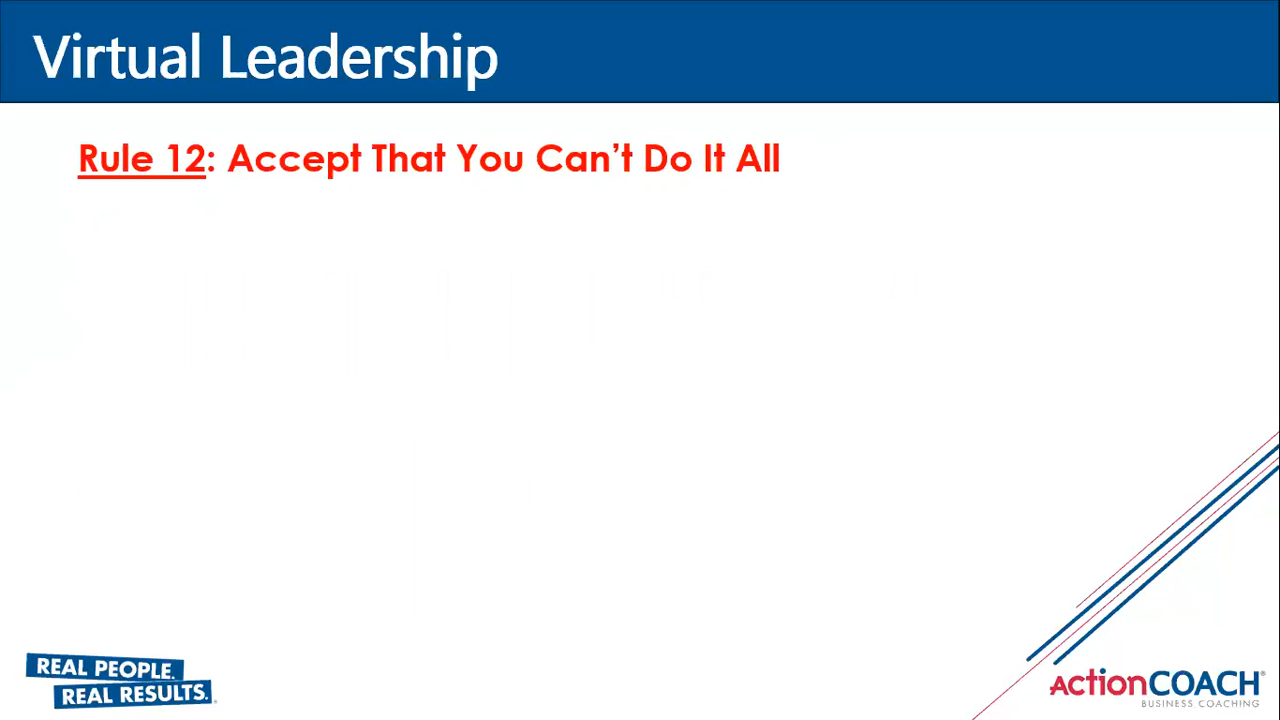 Virtual Leadership
Rule 12: Accept That You Can’t Do It All
REAL PEOPLE.
REAL RESULTS.
ActionCOACH®
BUSINESS COACHING